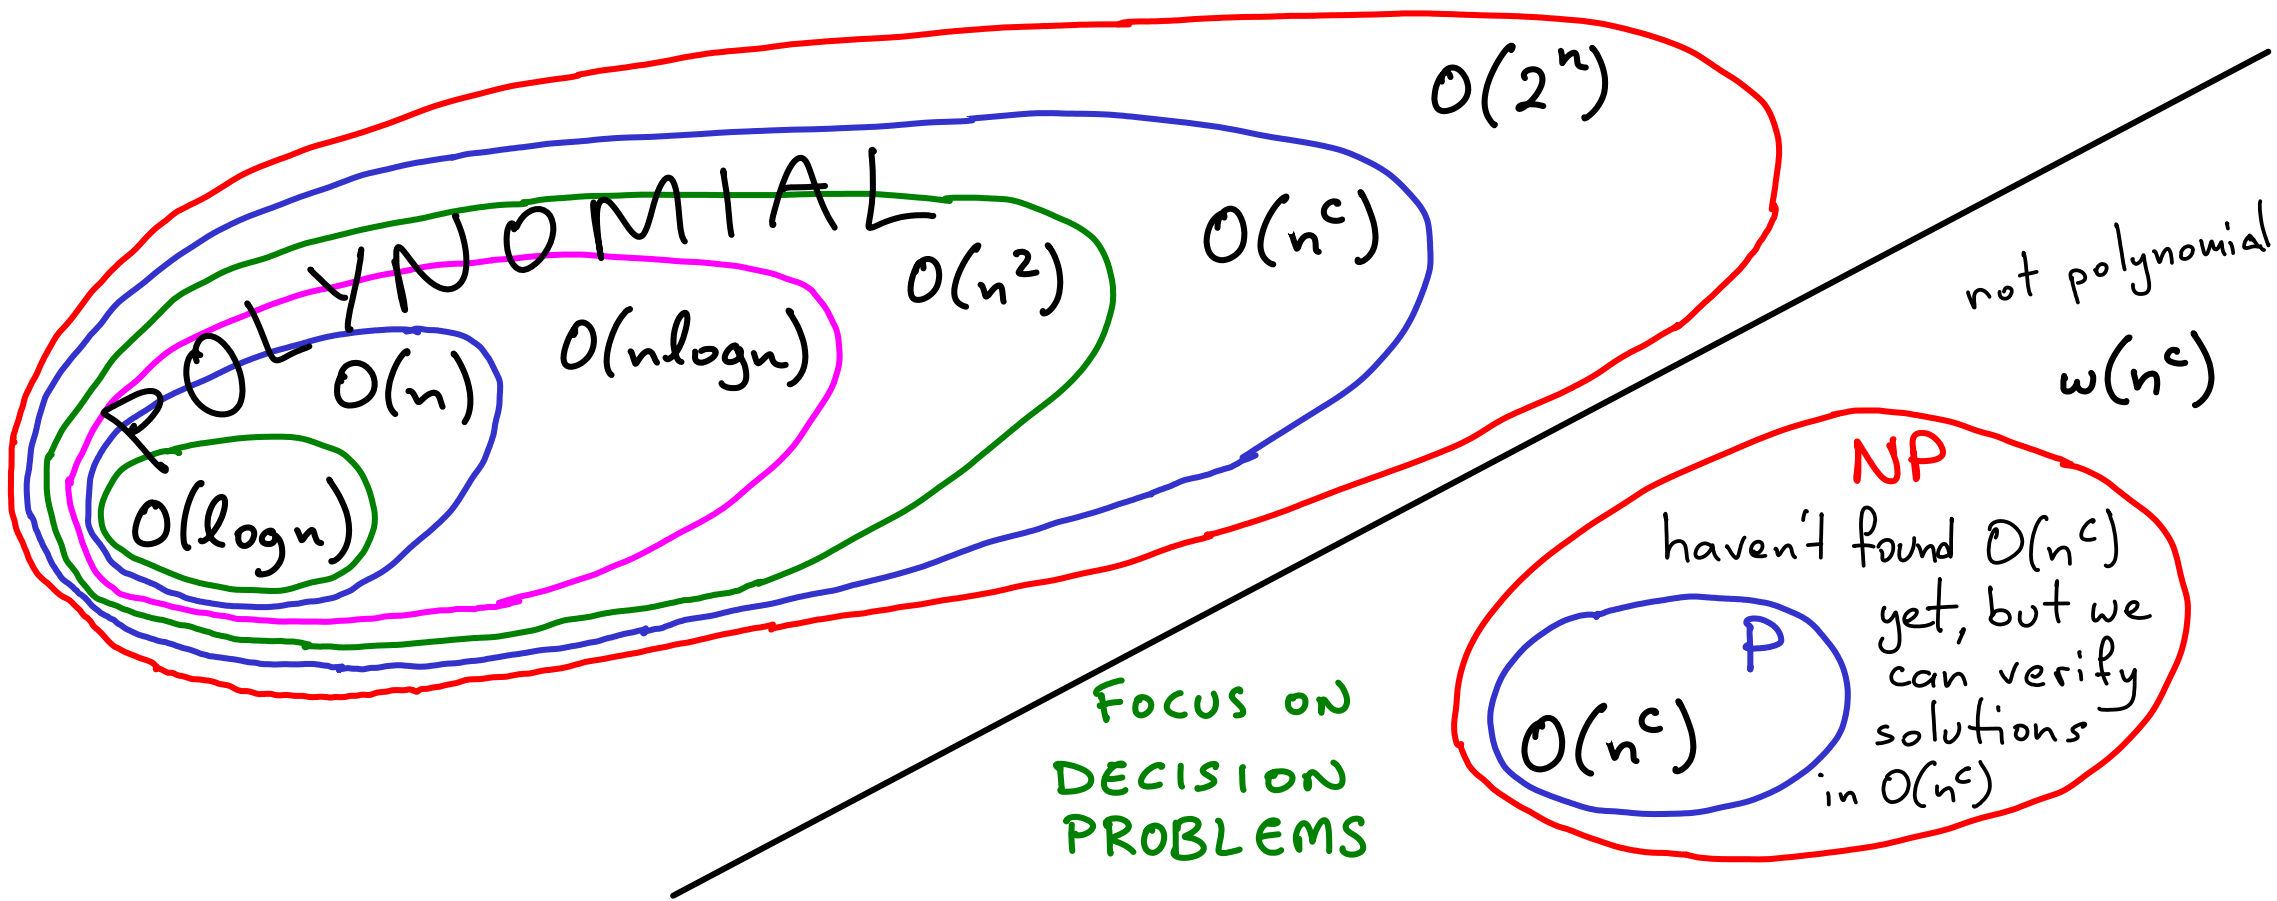 O(2ⁿ)
POLYNOMIAL
O(nᶜ)
O(n²)
O(nlogn)
O(n)
O(logn)
not polynomial
ω(nᶜ)
FOCUS ON
DECISION
PROBLEMS
NP
haven't found O(nᶜ)
yet, but we
can verify
solutions
in O(nᶜ)
P
O(nᶜ)